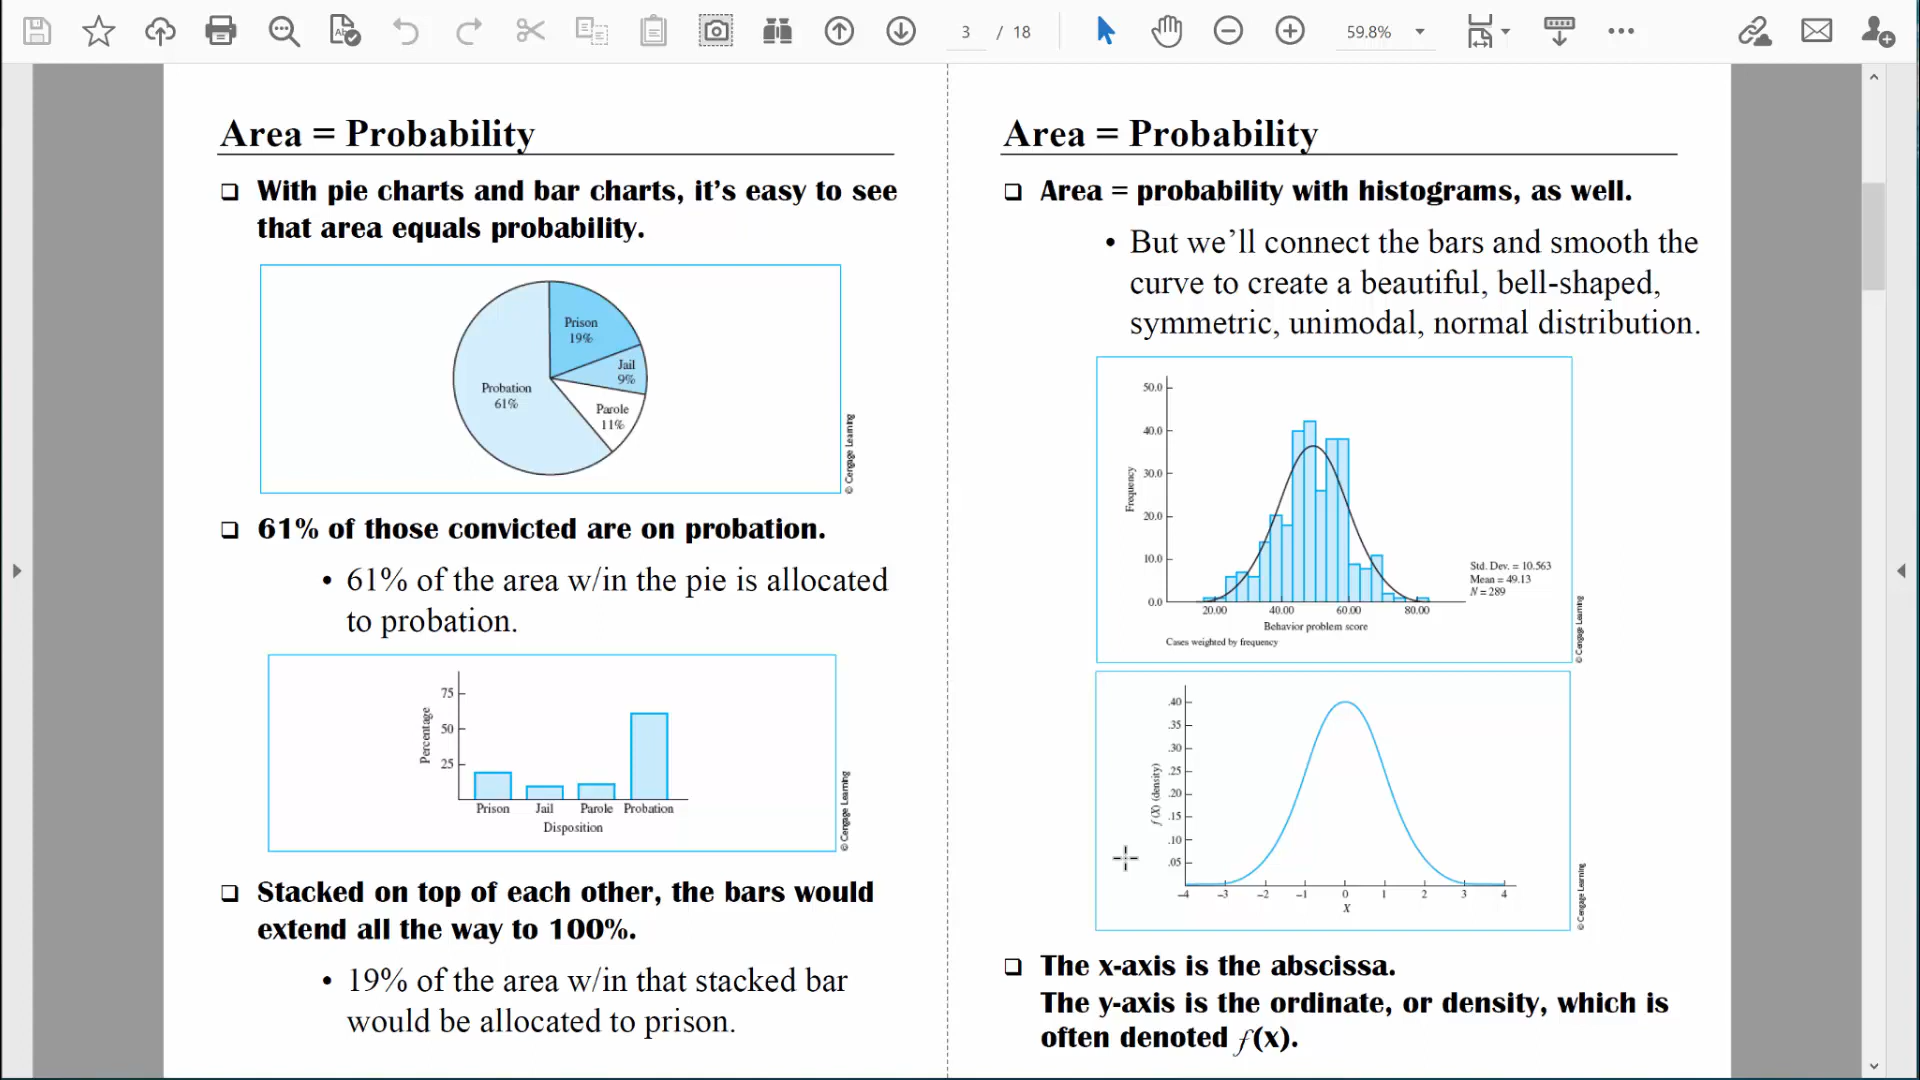 3 / 18
59.8%
Area = Probability
❑ With pie charts and bar charts, it’s easy to see
that area equals probability.
Prison
19%
Jail
9%
Probation
61%
Parole
11%
© Cengage Learning
❑ 61% of those convicted are on probation.
• 61% of the area w/in the pie is allocated
to probation.
Percentage
75
50
25
Prison Jail Parole Probation
Disposition
© Cengage Learning
❑ Stacked on top of each other, the bars would
extend all the way to 100%.
• 19% of the area w/in that stacked bar
would be allocated to prison.
Area = Probability
❑ Area = probability with histograms, as well.
• But we’ll connect the bars and smooth the
curve to create a beautiful, bell-shaped,
symmetric, unimodal, normal distribution.
Frequency
50.0
40.0
30.0
20.0
10.0
0.0
20.00 40.00 60.00 80.00
Behavior problem score
Cases weighted by frequency
Std. Dev. = 10.563
Mean = 49.13
N = 289
© Cengage Learning
f (X) (density)
.40
.35
.30
.25
.20
.15
.10
.05
–4 –3 –2 –1 0 1 2 3 4
X
© Cengage Learning
❑ The x-axis is the abscissa.
The y-axis is the ordinate, or density, which is
often denoted f(x).